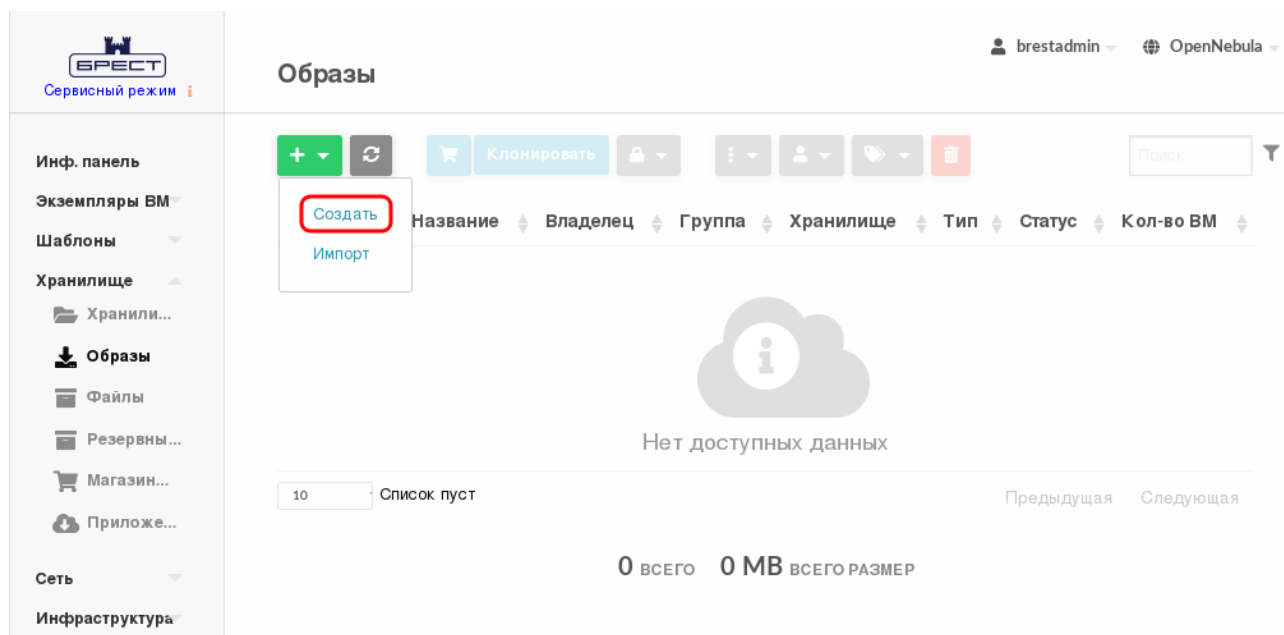 БРЕСТ
Сервисный режим i
Образы
brestadmin
OpenNebula
Клонировать
Поиск
Создать
Импорт
Название Владелец Группа Хранилище Тип Статус Кол-во ВМ
Инф. панель
Экземпляры ВМ
Шаблоны
Хранилище
Хранили...
Образы
Файлы
Резервны...
Магазин...
Приложе...
Сеть
Инфраструктура
Нет доступных данных
10 Список пуст
Предыдущая Следующая
0 ВСЕГО 0 MB ВСЕГО РАЗМЕР